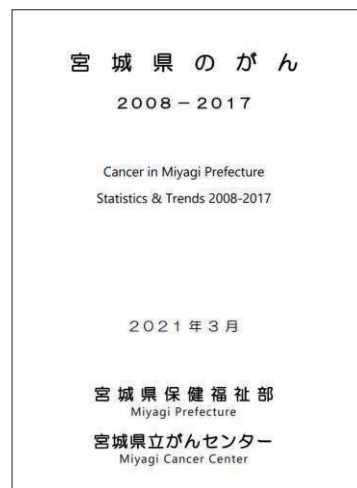 宮城県のがん
2008－2017
Cancer in Miyagi Prefecture
Statistics & Trends 2008-2017
2021年3月
宮城県保健福祉部
Miyagi Prefecture
宮城県立がんセンター
Miyagi Cancer Center